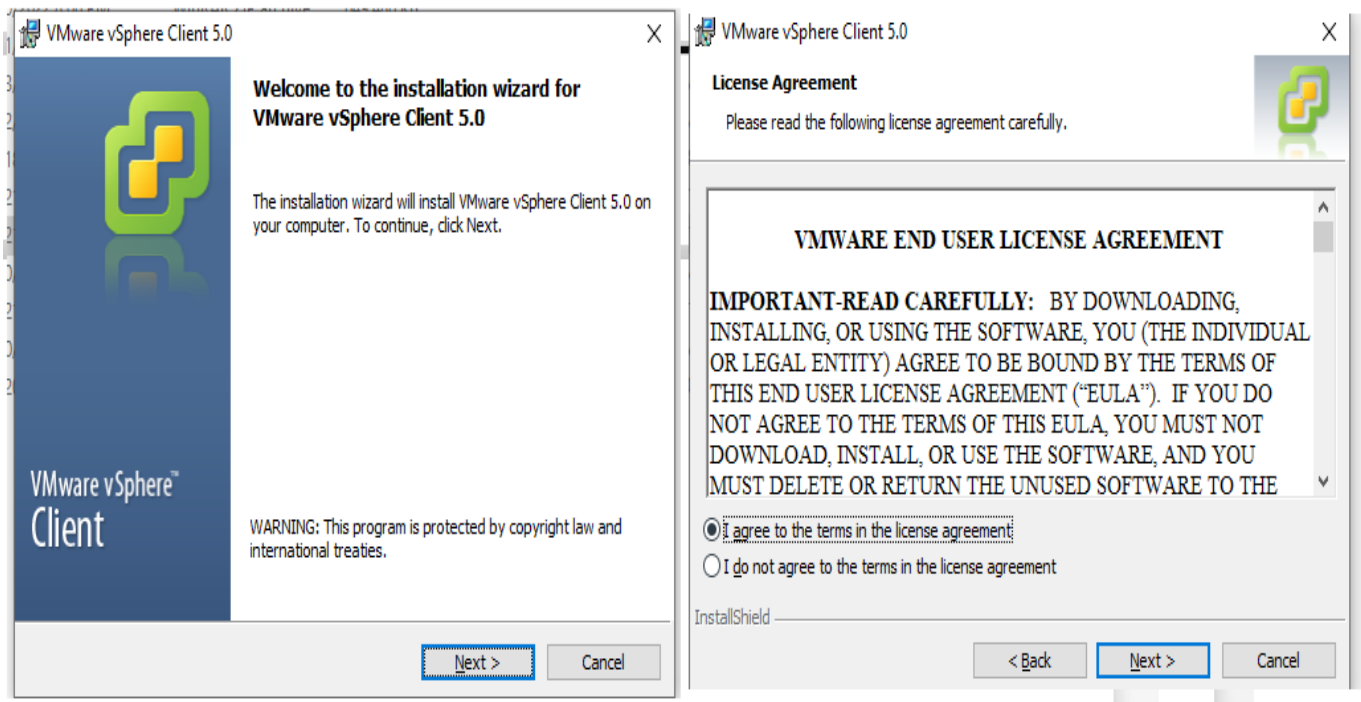 VMware vSphere Client 5.0
Welcome to the installation wizard for
VMware vSphere Client 5.0
The installation wizard will install VMware vSphere Client 5.0 on
your computer. To continue, click Next.
VMware vSphere™
Client
WARNING: This program is protected by copyright law and
international treaties.
Next >
Cancel
VMware vSphere Client 5.0
License Agreement
Please read the following license agreement carefully.
VMWARE END USER LICENSE AGREEMENT
IMPORTANT-READ CAREFULLY: BY DOWNLOADING,
INSTALLING, OR USING THE SOFTWARE, YOU (THE INDIVIDUAL
OR LEGAL ENTITY) AGREE TO BE BOUND BY THE TERMS OF
THIS END USER LICENSE AGREEMENT (“EULA”). IF YOU DO
NOT AGREE TO THE TERMS OF THIS EULA, YOU MUST NOT
DOWNLOAD, INSTALL, OR USE THE SOFTWARE, AND YOU
MUST DELETE OR RETURN THE UNUSED SOFTWARE TO THE
I agree to the terms in the license agreement
I do not agree to the terms in the license agreement
InstallShield
< Back
Next >
Cancel